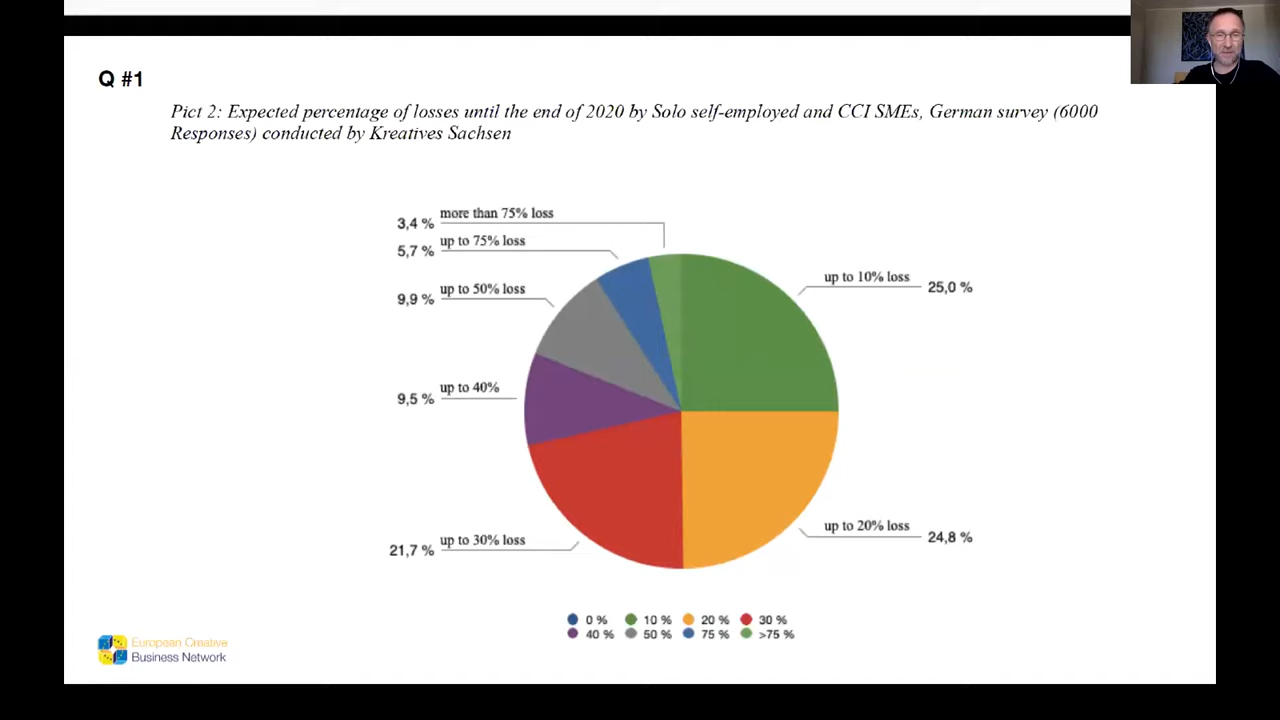 Q #1
Pict 2: Expected percentage of losses until the end of 2020 by Solo self-employed and CCI SMEs, German survey (6000
Responses) conducted by Kreatives Sachsen
3,4 % more than 75% loss
5,7 % up to 75% loss
up to 10% loss 25,0 %
9,9 % up to 50% loss
9,5 % up to 40%
up to 20% loss 24,8 %
21,7 % up to 30% loss
0 % 10 % 20 % 30 %
40 % 50 % 75 % >75 %
European Creative
Business Network